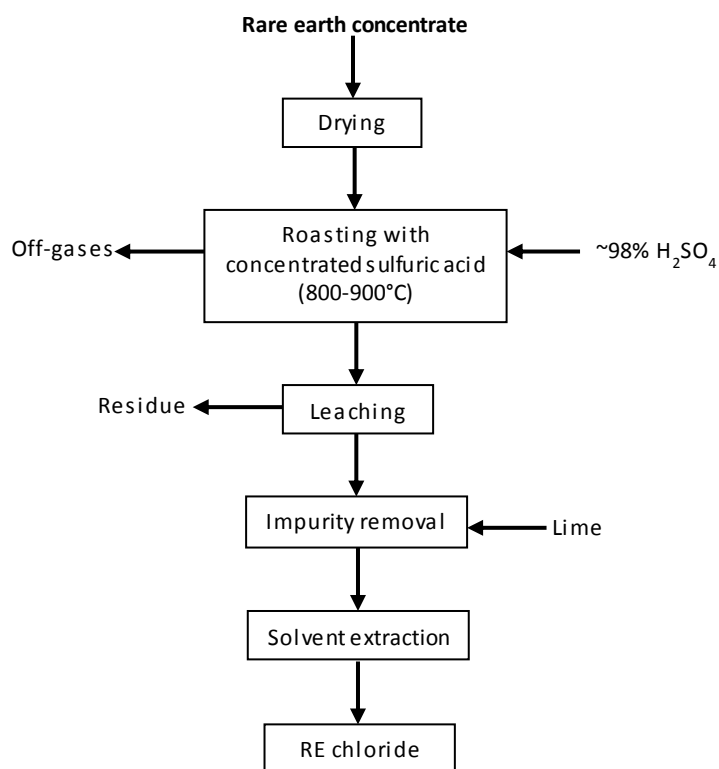 Rare earth concentrate
Drying
Roasting with
concentrated sulfuric acid
(800-900°C)
Off-gases
~98% H₂SO₄
Leaching
Residue
Impurity removal
Lime
Solvent extraction
RE chloride